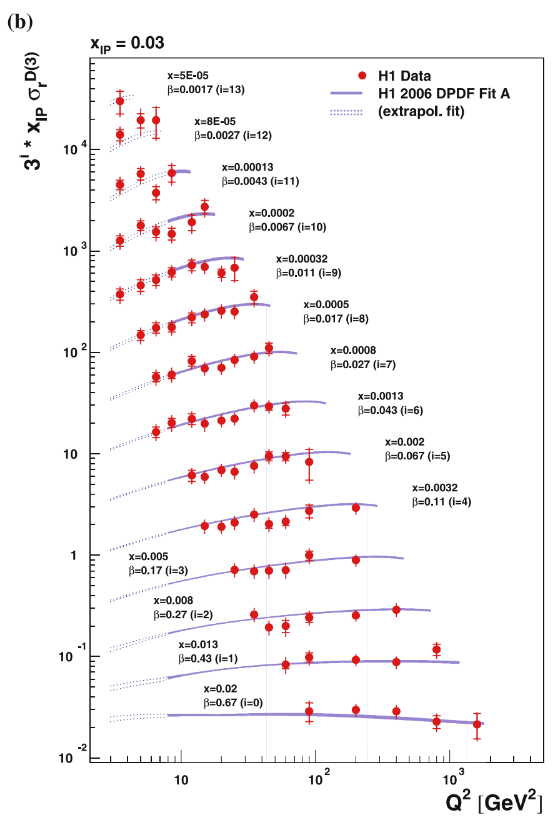 (b)
x_IP = 0.03
3^i * x_IP σ_r^D(3)
H1 Data
H1 2006 DPDF Fit A
(extrapol. fit)
x=5E-05
β=0.0017 (i=13)
x=8E-05
β=0.0027 (i=12)
x=0.00013
β=0.0043 (i=11)
x=0.0002
β=0.0067 (i=10)
x=0.00032
β=0.011 (i=9)
x=0.0005
β=0.017 (i=8)
x=0.0008
β=0.027 (i=7)
x=0.0013
β=0.043 (i=6)
x=0.002
β=0.067 (i=5)
x=0.0032
β=0.11 (i=4)
x=0.005
β=0.17 (i=3)
x=0.008
β=0.27 (i=2)
x=0.013
β=0.43 (i=1)
x=0.02
β=0.67 (i=0)
10^4
10^3
10^2
10
1
10^-1
10^-2
10 10^2 10^3
Q^2 [GeV^2]